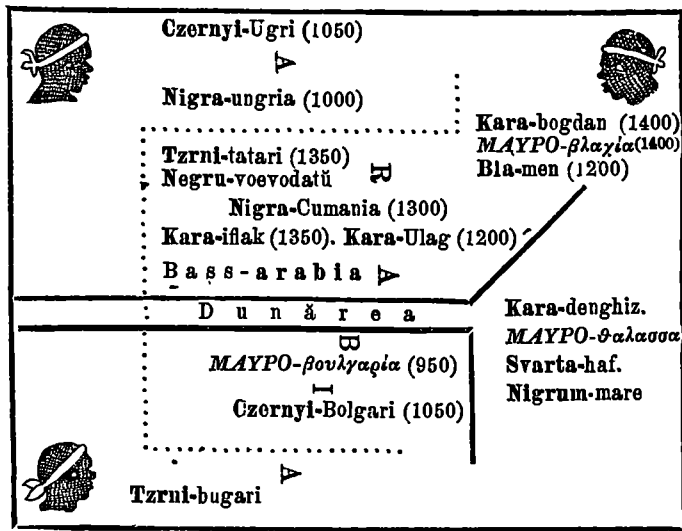 Czernyi-Ugri (1050)
A
Nigra-ungria (1000)
Kara-bogdan (1400)
ΜΑΥΡΟ-βλαχία (1400)
Bla-men (1200)
Tzrni-tatari (1350)
R
Negru-voevodatŭ
Nigra-Cumania (1300)
Kara-iflak (1350). Kara-Ulag (1200)
Bass-arabia
A
Dunărea
Kara-denghiz.
ΜΑΥΡΟ-θαλασσα
Svarta-haf.
Nigrum-mare
B
ΜΑΥΡΟ-βουλγαρία (950)
I
Czernyi-Bolgari (1050)
A
Tzrni-bugari